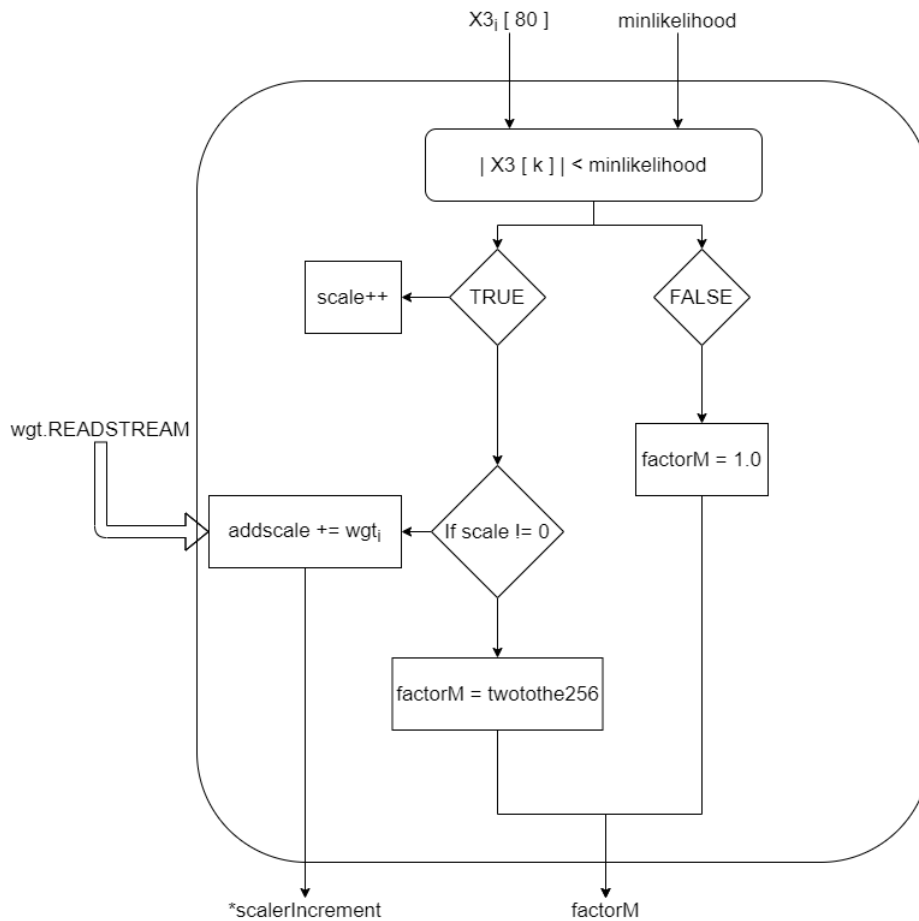 X3i [ 80 ]
minlikelihood
| X3 [ k ] | < minlikelihood
scale++
TRUE
FALSE
wgt.READSTREAM
factorM = 1.0
addscale += wgti
If scale != 0
factorM = twotothe256
*scalerIncrement
factorM